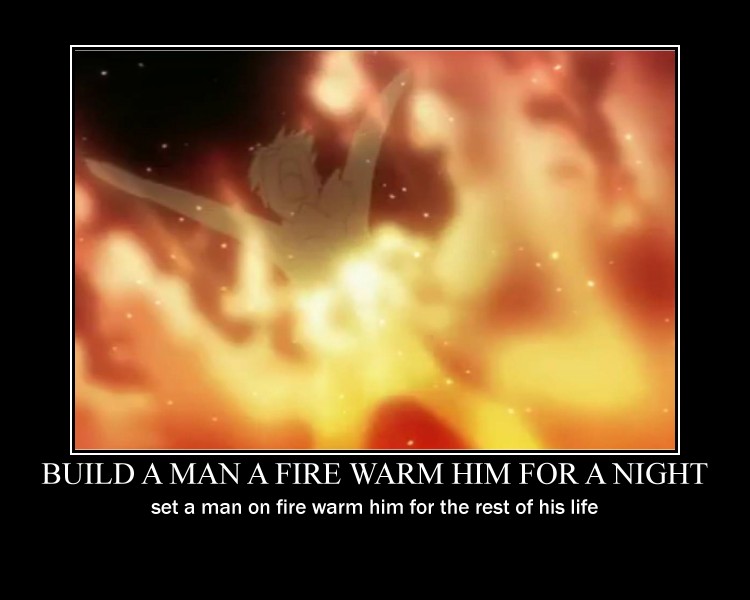 BUILD A MAN A FIRE WARM HIM FOR A NIGHT
set a man on fire warm him for the rest of his life